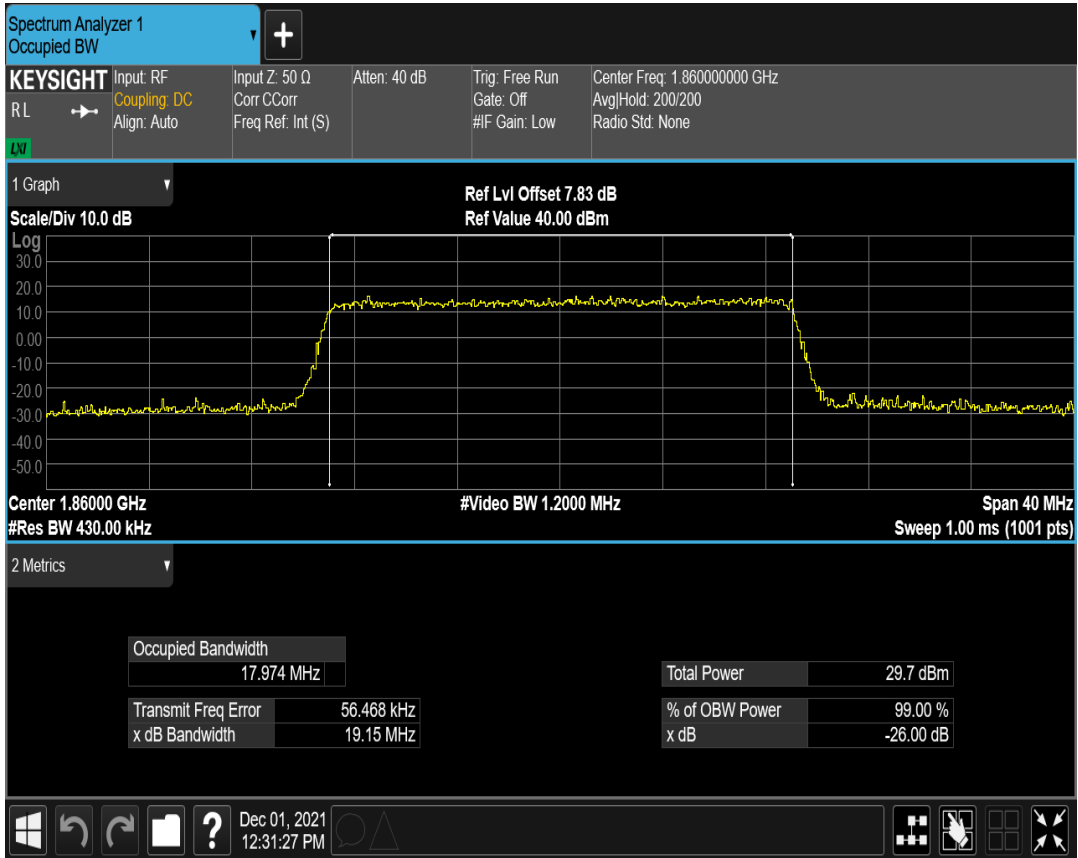 Spectrum Analyzer 1
Occupied BW
+
KEYSIGHT
R L
LXI
Input: RF
Coupling: DC
Align: Auto
Input Z: 50 Ω
Corr CCorr
Freq Ref: Int (S)
Atten: 40 dB
Trig: Free Run
Gate: Off
#IF Gain: Low
Center Freq: 1.860000000 GHz
Avg|Hold: 200/200
Radio Std: None
1 Graph
Scale/Div 10.0 dB
Ref Lvl Offset 7.83 dB
Ref Value 40.00 dBm
Log
30.0
20.0
10.0
0.00
-10.0
-20.0
-30.0
-40.0
-50.0
Center 1.86000 GHz
#Video BW 1.2000 MHz
Span 40 MHz
#Res BW 430.00 kHz
Sweep 1.00 ms (1001 pts)
2 Metrics
Occupied Bandwidth
17.974 MHz
Total Power 29.7 dBm
Transmit Freq Error 56.468 kHz
% of OBW Power 99.00 %
x dB Bandwidth 19.15 MHz
x dB -26.00 dB
?
Dec 01, 2021
12:31:27 PM